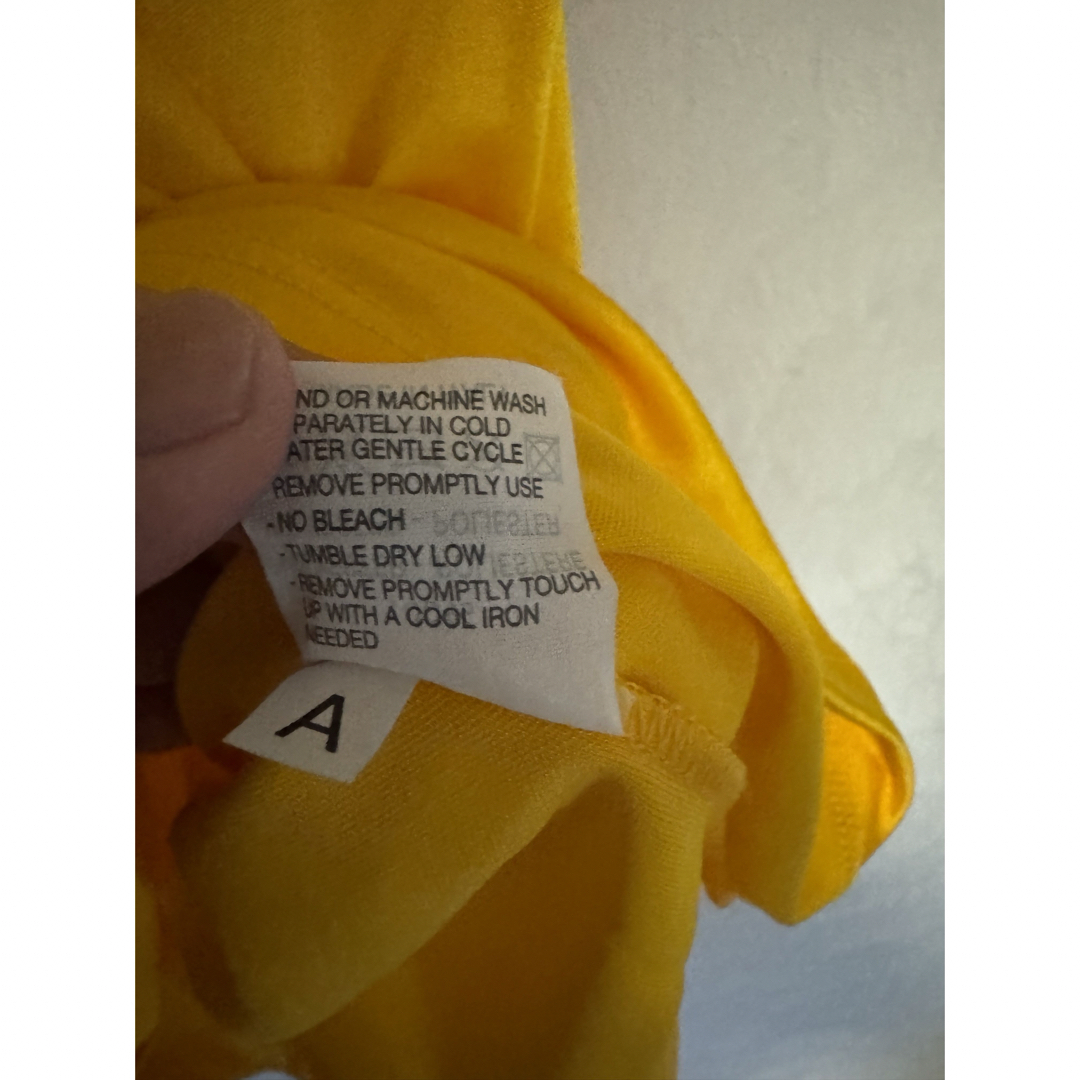 ND OR MACHINE WASH
PARATELY IN COLD
ATER GENTLE CYCLE
REMOVE PROMPTLY USE
-NO BLEACH
-TUMBLE DRY LOW
-REMOVE PROMPTLY TOUCH
UP WITH A COOL IRON
NEEDED
- POLIESTER
A